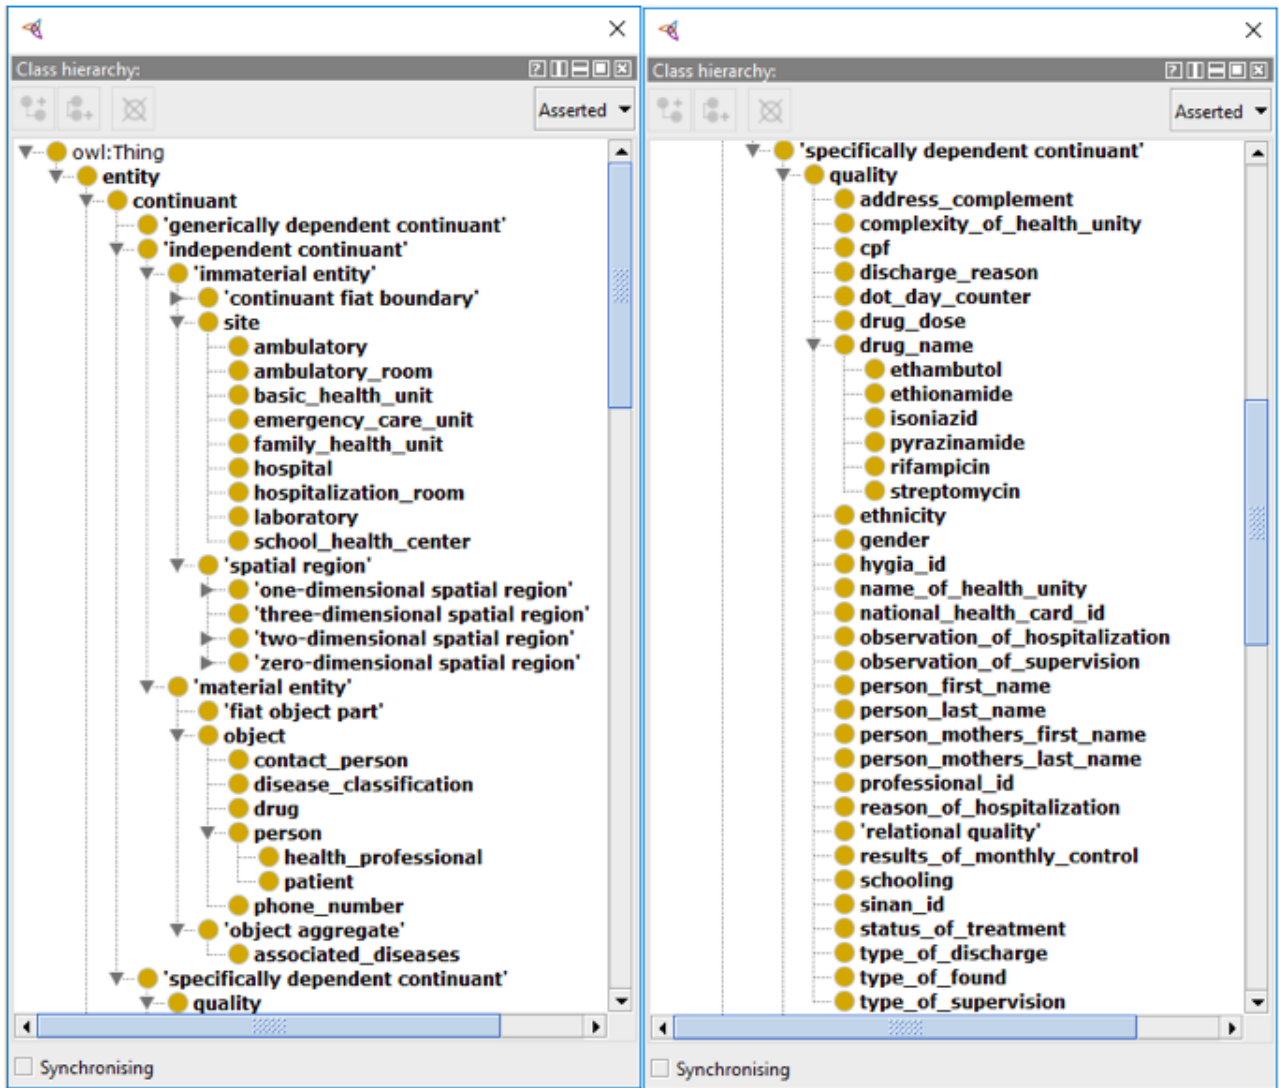 Class hierarchy:
Asserted
owl:Thing
entity
continuant
'generically dependent continuant'
'independent continuant'
'immaterial entity'
'continuant fiat boundary'
site
ambulatory
ambulatory_room
basic_health_unit
emergency_care_unit
family_health_unit
hospital
hospitalization_room
laboratory
school_health_center
'spatial region'
'one-dimensional spatial region'
'three-dimensional spatial region'
'two-dimensional spatial region'
'zero-dimensional spatial region'
'material entity'
'fiat object part'
object
contact_person
disease_classification
drug
person
health_professional
patient
phone_number
'object aggregate'
associated_diseases
'specifically dependent continuant'
quality
Synchronising
Class hierarchy:
Asserted
'specifically dependent continuant'
quality
address_complement
complexity_of_health_unity
cpf
discharge_reason
dot_day_counter
drug_dose
drug_name
ethambutol
ethionamide
isoniazid
pyrazinamide
rifampicin
streptomycin
ethnicity
gender
hygia_id
name_of_health_unity
national_health_card_id
observation_of_hospitalization
observation_of_supervision
person_first_name
person_last_name
person_mothers_first_name
person_mothers_last_name
professional_id
reason_of_hospitalization
'relational quality'
results_of_monthly_control
schooling
sinan_id
status_of_treatment
type_of_discharge
type_of_found
type_of_supervision
Synchronising